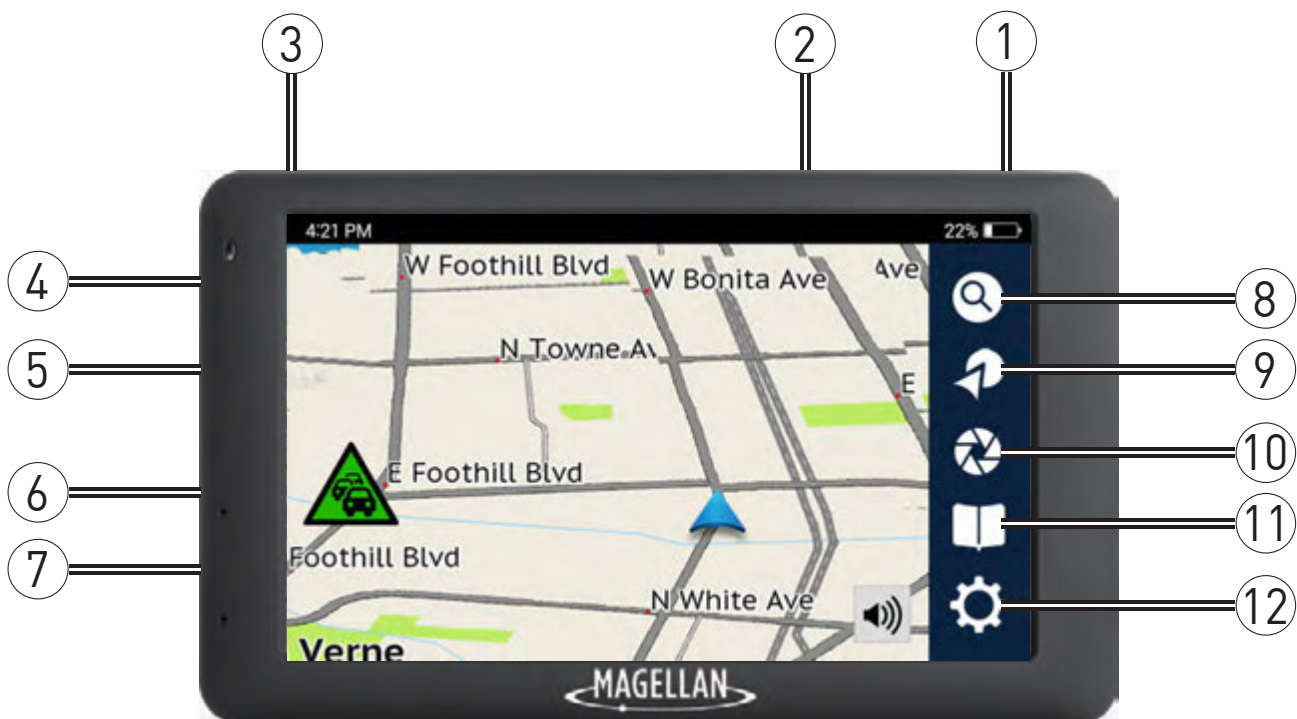 3
2
1
4:21 PM
22%
W Foothill Blvd
W Bonita Ave
Ave
4
8
N Towne Av
5
9
E
E Foothill Blvd
6
10
Foothill Blvd
11
7
N White Ave
12
Verne
MAGELLAN